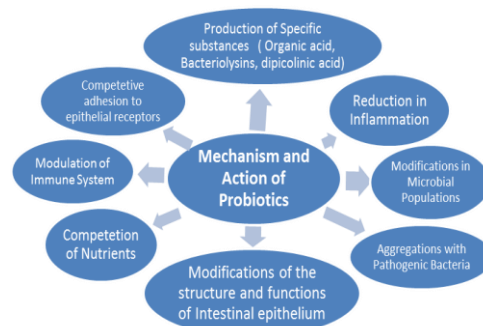 Production of Specific
substances ( Organic acid,
Bacteriolysins, dipicolinic acid)
Competetive
adhesion to
epithelial receptors
Reduction in
Inflammation
Mechanism and
Action of
Probiotics
Modulation of
Immune System
Modifications in
Microbial
Populations
Competetion
of Nutrients
Aggregations with
Pathogenic Bacteria
Modifications of the
structure and functions
of Intestinal epithelium